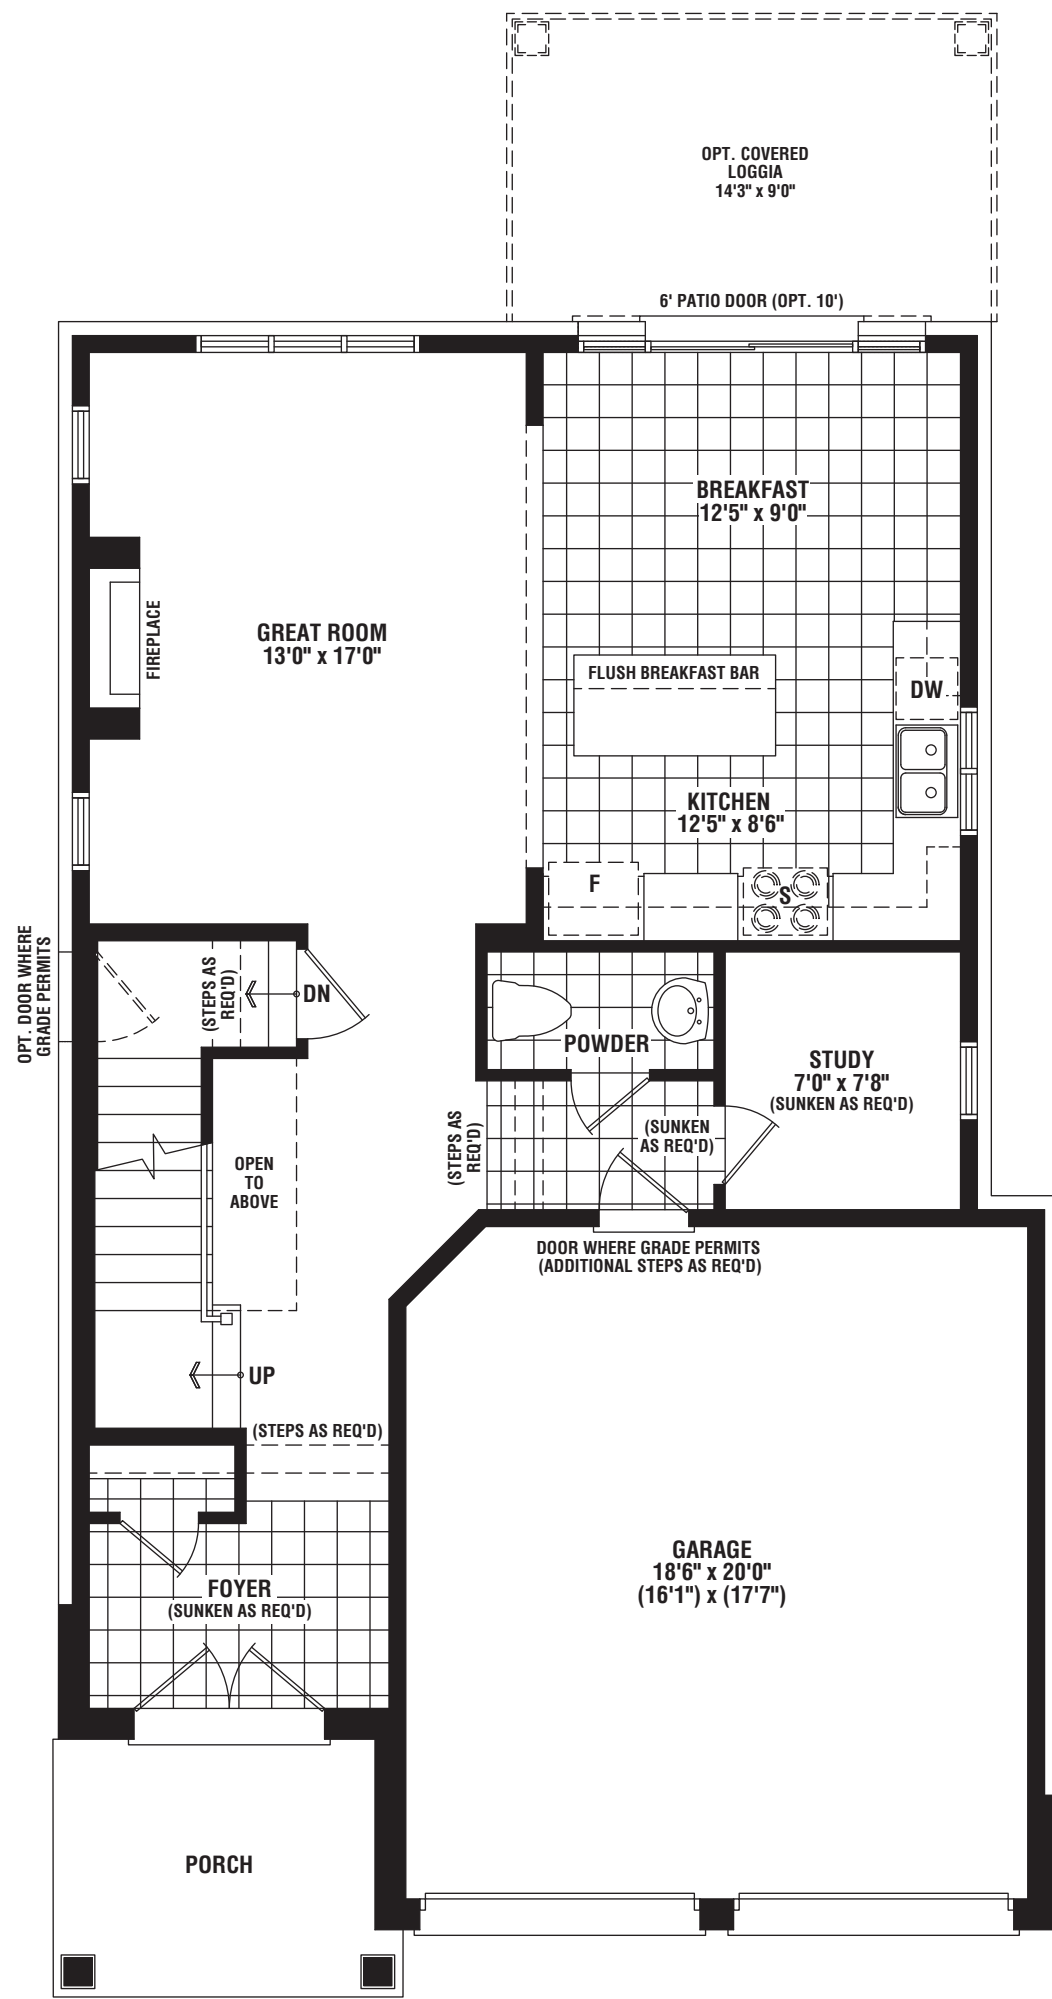 OPT. COVERED
LOGGIA
14'3" x 9'0"
6' PATIO DOOR (OPT. 10')
BREAKFAST
12'5" x 9'0"
GREAT ROOM
13'0" x 17'0"
FIREPLACE
FLUSH BREAKFAST BAR
DW
KITCHEN
12'5" x 8'6"
F
S
OPT. DOOR WHERE
GRADE PERMITS
(STEPS AS
REQ'D)
DN
POWDER
STUDY
7'0" x 7'8"
(SUNKEN AS REQ'D)
(STEPS AS
REQ'D)
(SUNKEN
AS REQ'D)
OPEN
TO
ABOVE
DOOR WHERE GRADE PERMITS
(ADDITIONAL STEPS AS REQ'D)
UP
(STEPS AS REQ'D)
GARAGE
18'6" x 20'0"
(16'1") x (17'7")
FOYER
(SUNKEN AS REQ'D)
PORCH